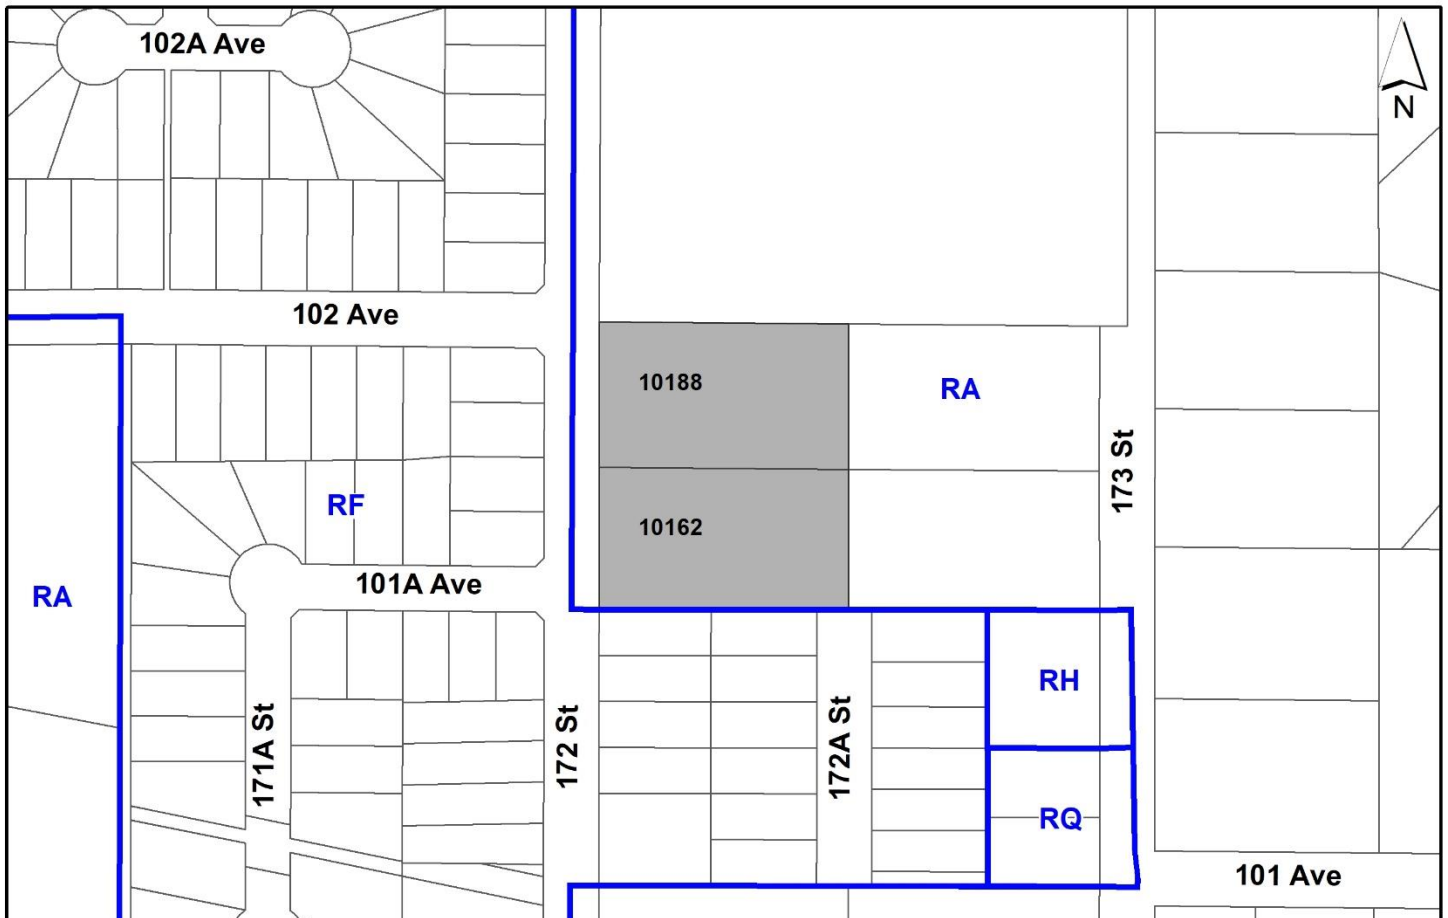 102A Ave
N
102 Ave
10188
RA
173 St
RF
10162
101A Ave
RA
RH
171A St
172 St
172A St
RQ
101 Ave